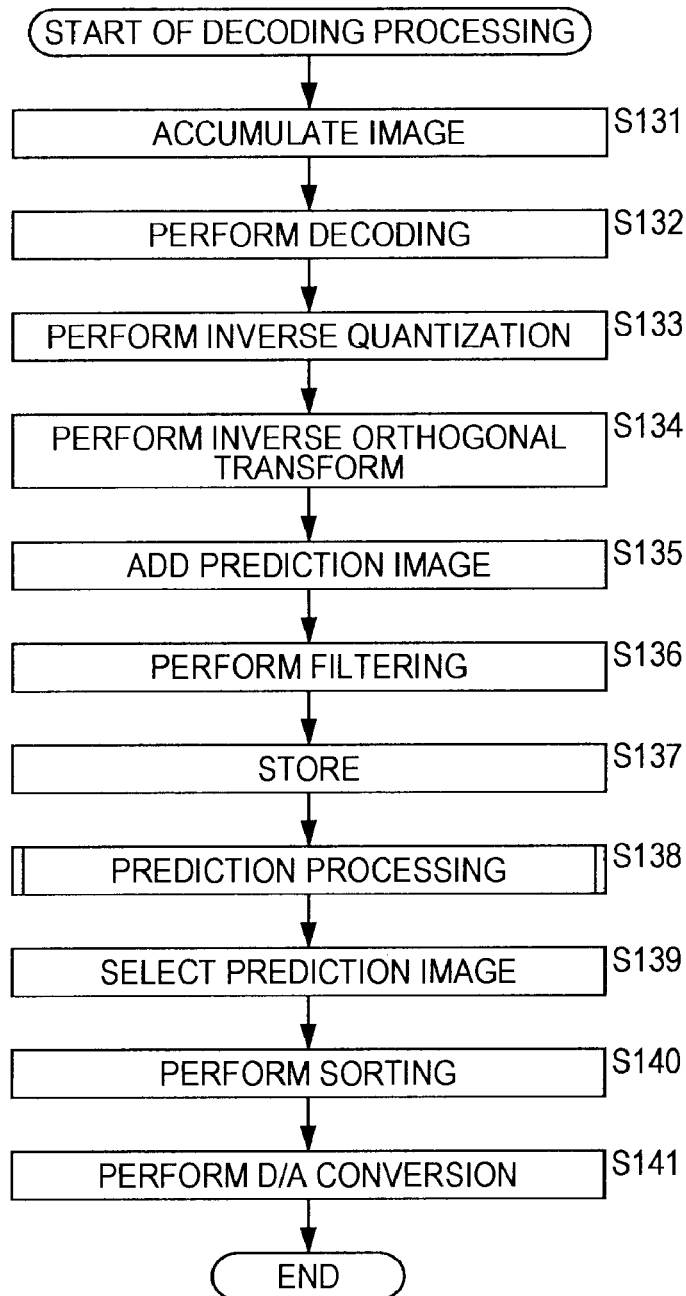 START OF DECODING PROCESSING
ACCUMULATE IMAGE S131
PERFORM DECODING S132
PERFORM INVERSE QUANTIZATION S133
PERFORM INVERSE ORTHOGONAL S134
TRANSFORM
ADD PREDICTION IMAGE S135
PERFORM FILTERING S136
STORE S137
PREDICTION PROCESSING S138
SELECT PREDICTION IMAGE S139
PERFORM SORTING S140
PERFORM D/A CONVERSION S141
END